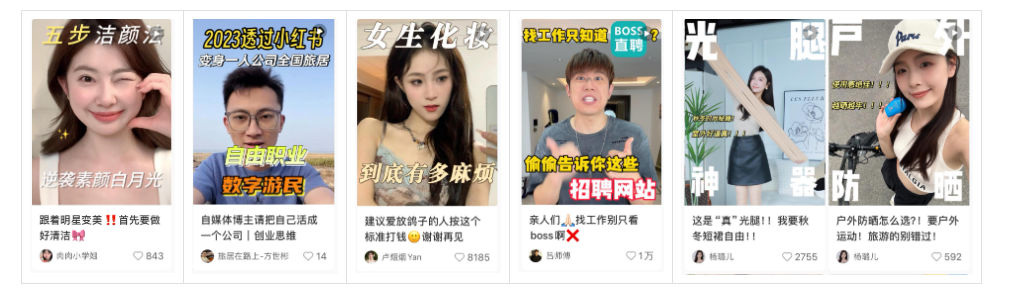 五步洁颜法
逆袭素颜白月光
跟着明星变美‼️首先要做
好清洁🎀
肉肉小学姐
843
2023透过小红书
变身一人公司全国旅居
自由职业
数字游民
自媒体博主请把自己活成
一个公司｜创业思维
旅居在路上-方世彬
14
女生化妆
到底有多麻烦
建议爱放鸽子的人按这个
标准打钱😊谢谢再见
卢烟烟 Yan
8185
找工作只知道
BOSS
直聘
？
偷偷告诉你这些
招聘网站
亲人们🙏🏻找工作别只看
boss啊❌
吕师傅
1万
光腿
神器
这是“真”光腿!！我要秋
冬短裙自由!！
杨璐儿
2755
户外
Paris
防晒
户外防晒怎么选?！要户外
运动！旅游的别错过!
杨璐儿
592